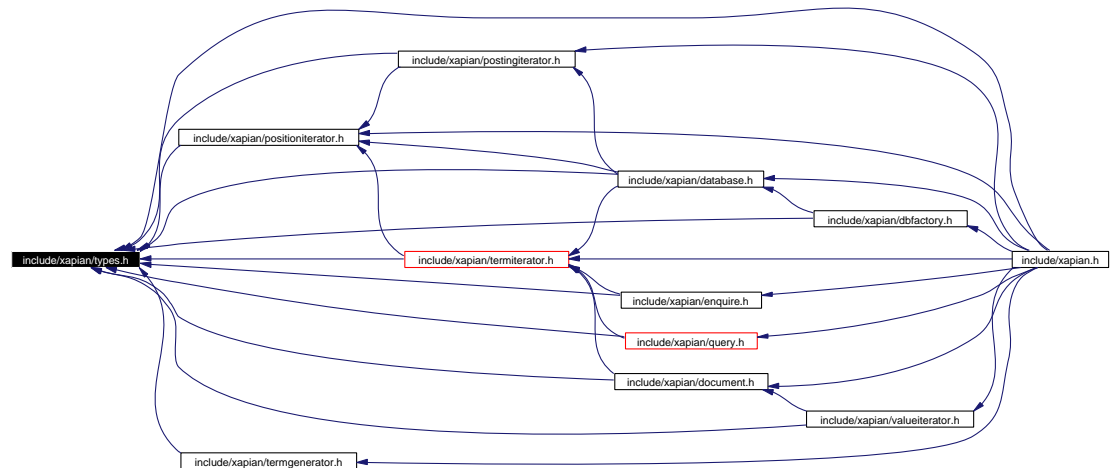 include/xapian/postingiterator.h
include/xapian/positioniterator.h
include/xapian/database.h
include/xapian/dbfactory.h
include/xapian/types.h
include/xapian/termiterator.h
include/xapian.h
include/xapian/enquire.h
include/xapian/query.h
include/xapian/document.h
include/xapian/valueiterator.h
include/xapian/termgenerator.h